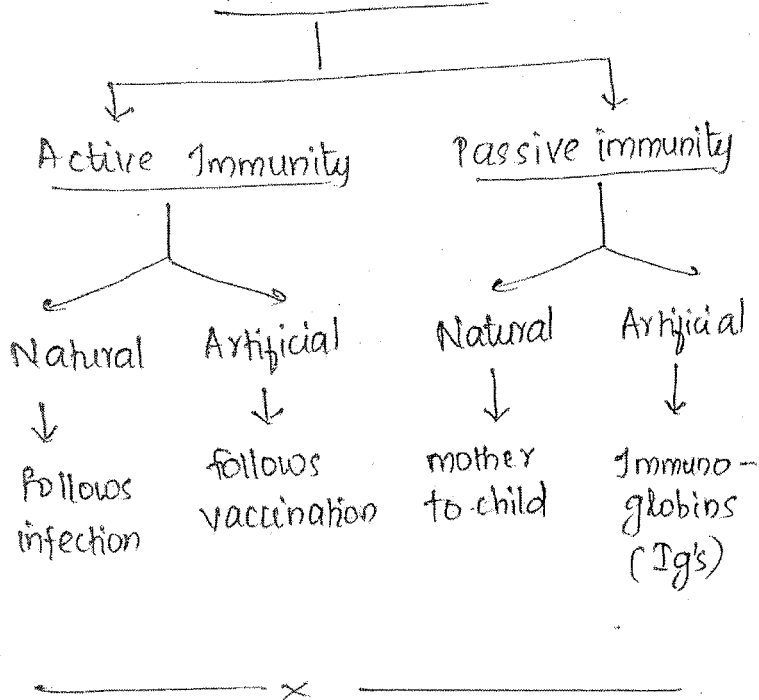 Active Immunity
Passive immunity
Natural
Artificial
Natural
Artificial
Follows
infection
follows
vaccination
mother
to child
Immuno-
globins
(Ig's)
x